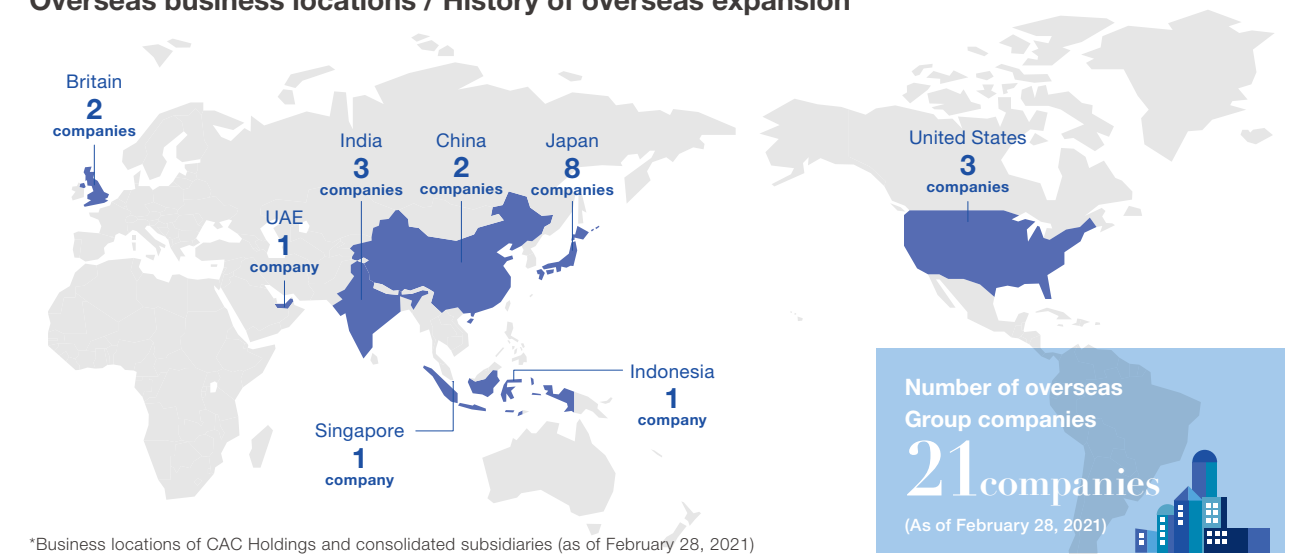 Overseas business locations / History of overseas expansion
Britain
2
companies
India
3
companies
China
2
companies
Japan
8
companies
United States
3
companies
UAE
1
company
Indonesia
1
company
Singapore
1
company
Number of overseas
Group companies
21 companies
(As of February 28, 2021)
*Business locations of CAC Holdings and consolidated subsidiaries (as of February 28, 2021)